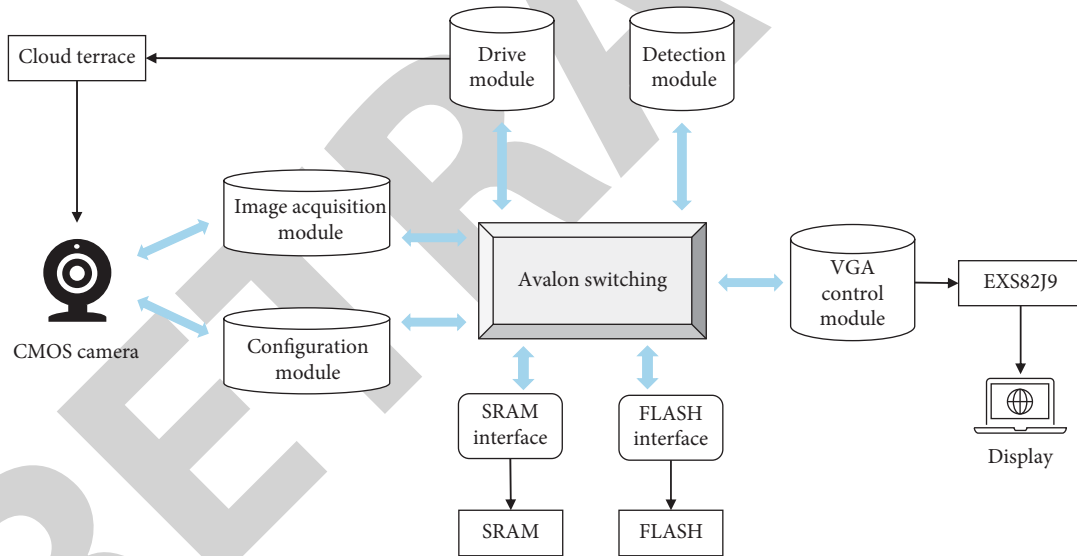 Cloud terrace
Drive
module
Detection
module
Image acquisition
module
Avalon switching
VGA
control
module
EXS82J9
CMOS camera
Configuration
module
SRAM
interface
FLASH
interface
Display
SRAM
FLASH